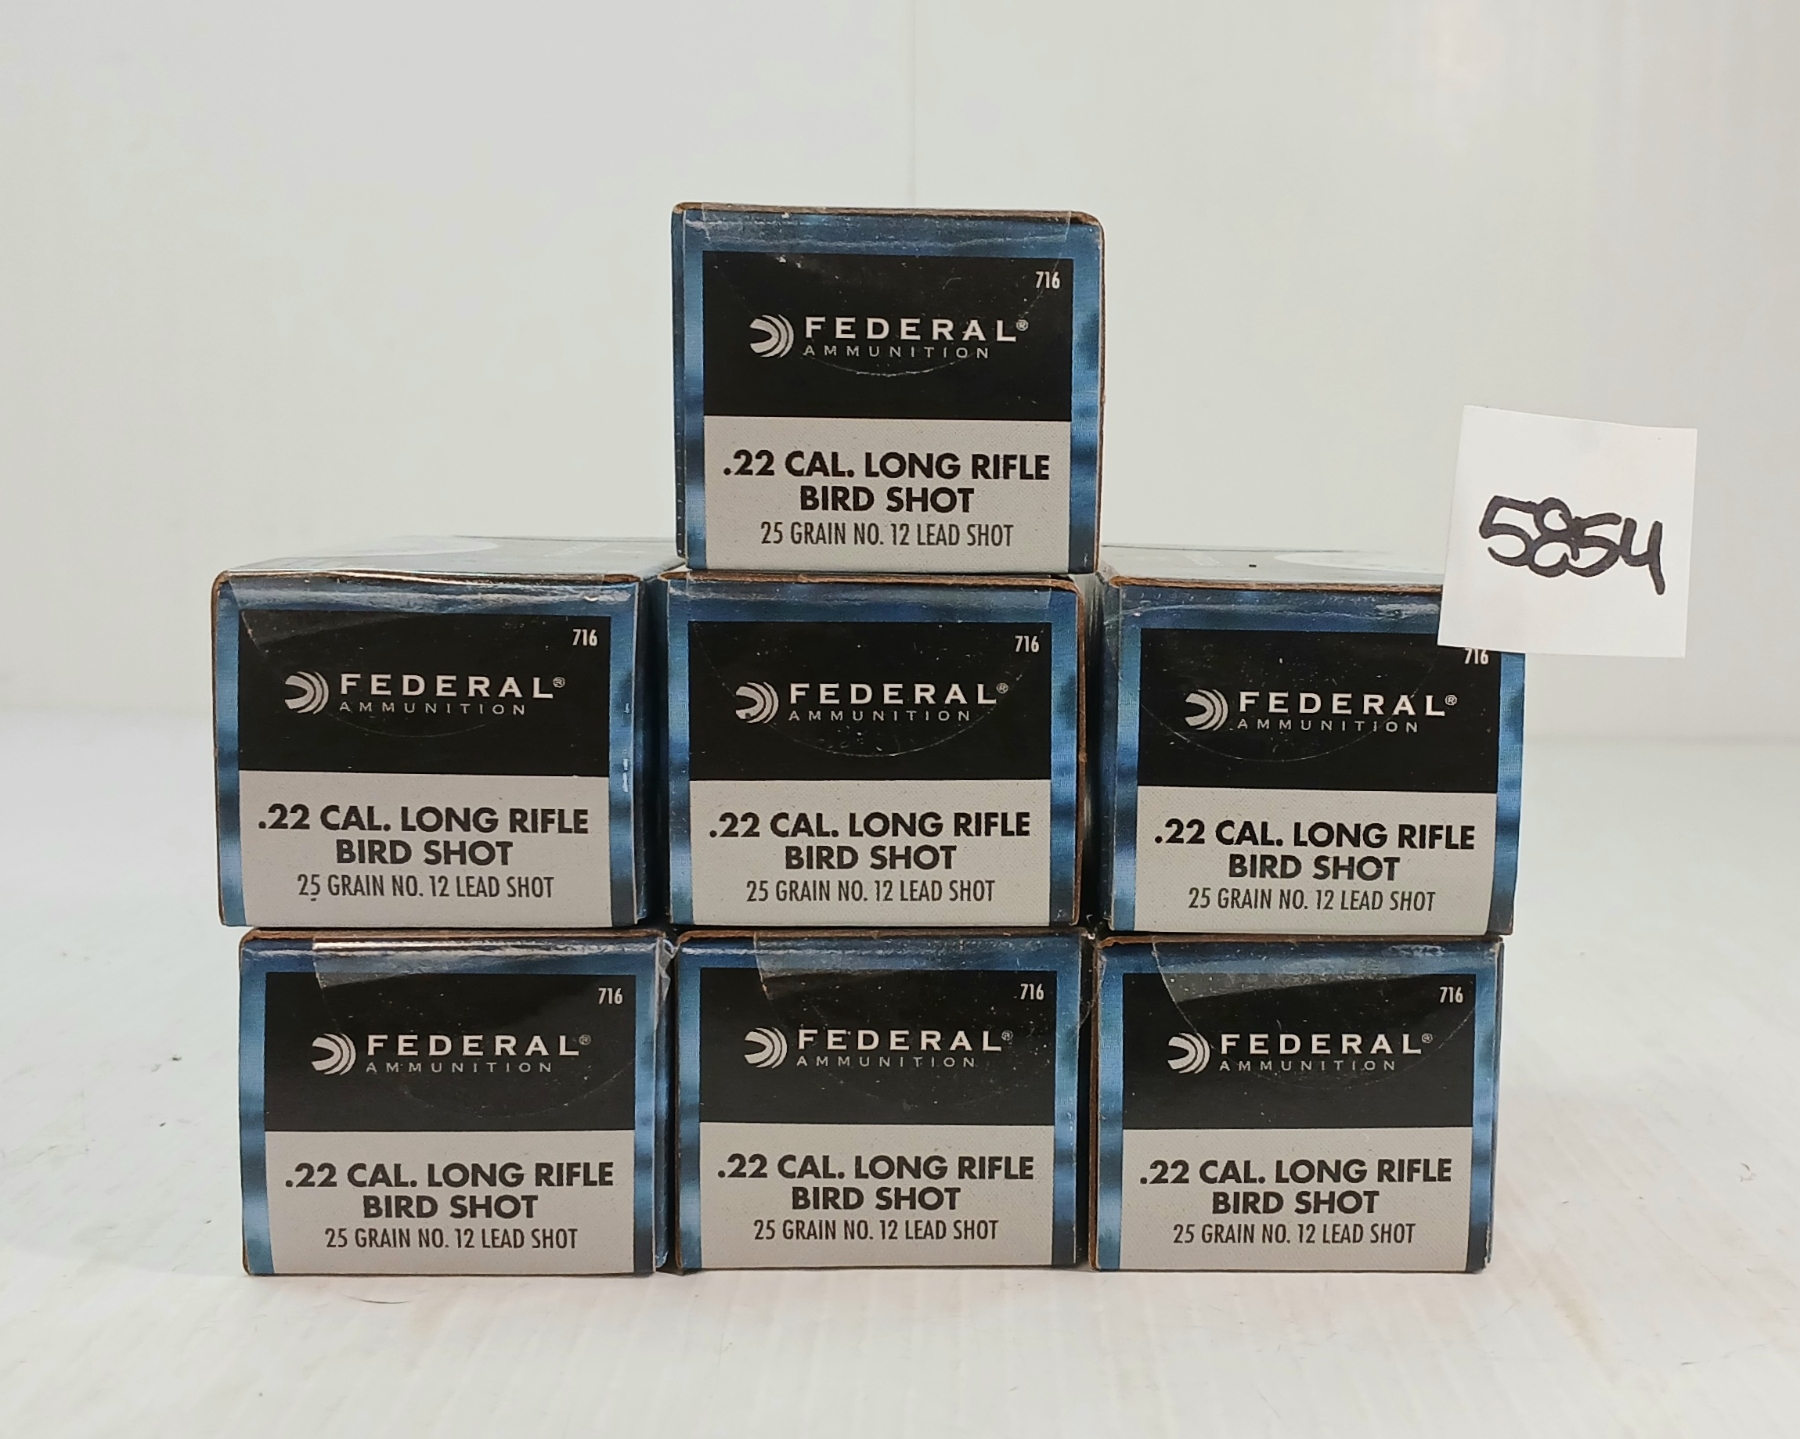 716
FEDERAL®
AMMUNITION
.22 CAL. LONG RIFLE
BIRD SHOT
25 GRAIN NO. 12 LEAD SHOT
5854
716
FEDERAL®
AMMUNITION
.22 CAL. LONG RIFLE
BIRD SHOT
25 GRAIN NO. 12 LEAD SHOT
716
FEDERAL®
AMMUNITION
.22 CAL. LONG RIFLE
BIRD SHOT
25 GRAIN NO. 12 LEAD SHOT
716
FEDERAL®
AMMUNITION
.22 CAL. LONG RIFLE
BIRD SHOT
25 GRAIN NO. 12 LEAD SHOT
716
FEDERAL®
AMMUNITION
.22 CAL. LONG RIFLE
BIRD SHOT
25 GRAIN NO. 12 LEAD SHOT
716
FEDERAL®
AMMUNITION
.22 CAL. LONG RIFLE
BIRD SHOT
25 GRAIN NO. 12 LEAD SHOT
716
FEDERAL®
AMMUNITION
.22 CAL. LONG RIFLE
BIRD SHOT
25 GRAIN NO. 12 LEAD SHOT